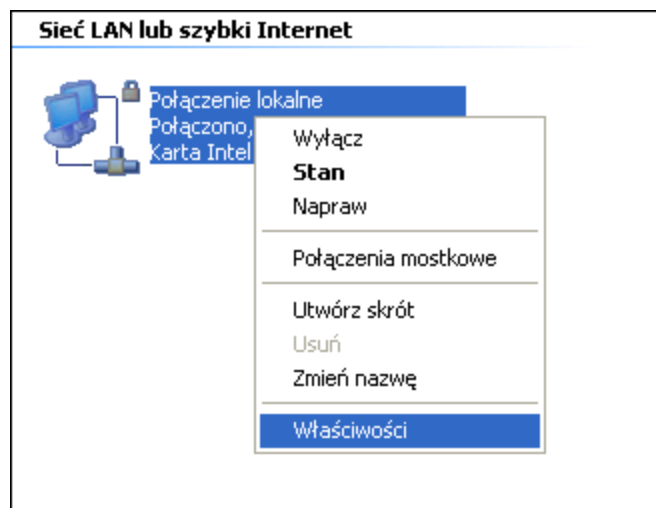 Sieć LAN lub szybki Internet
Połączenie lokalne
Połączono,
Karta Intel
Wyłącz
Stan
Napraw
Połączenia mostkowe
Utwórz skrót
Usuń
Zmień nazwę
Właściwości